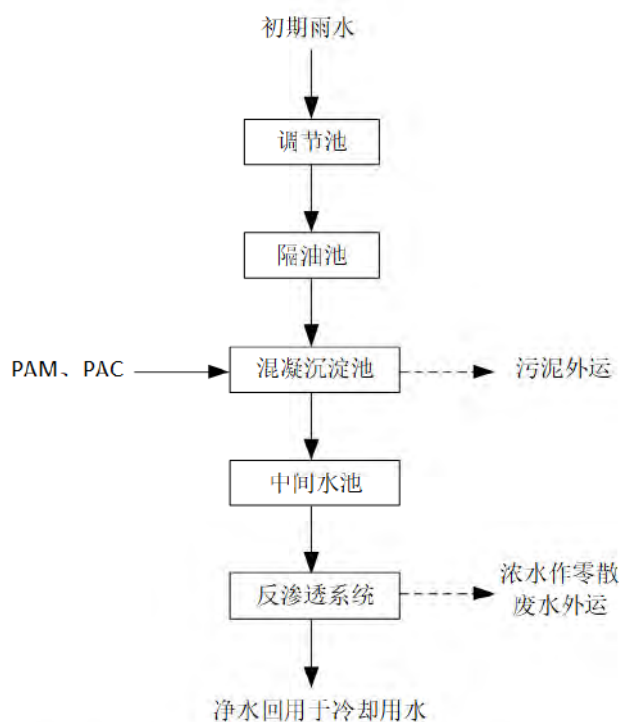 初期雨水
调节池
隔油池
PAM、PAC
混凝沉淀池
污泥外运
中间水池
反渗透系统
浓水作零散
废水外运
净水回用于冷却用水